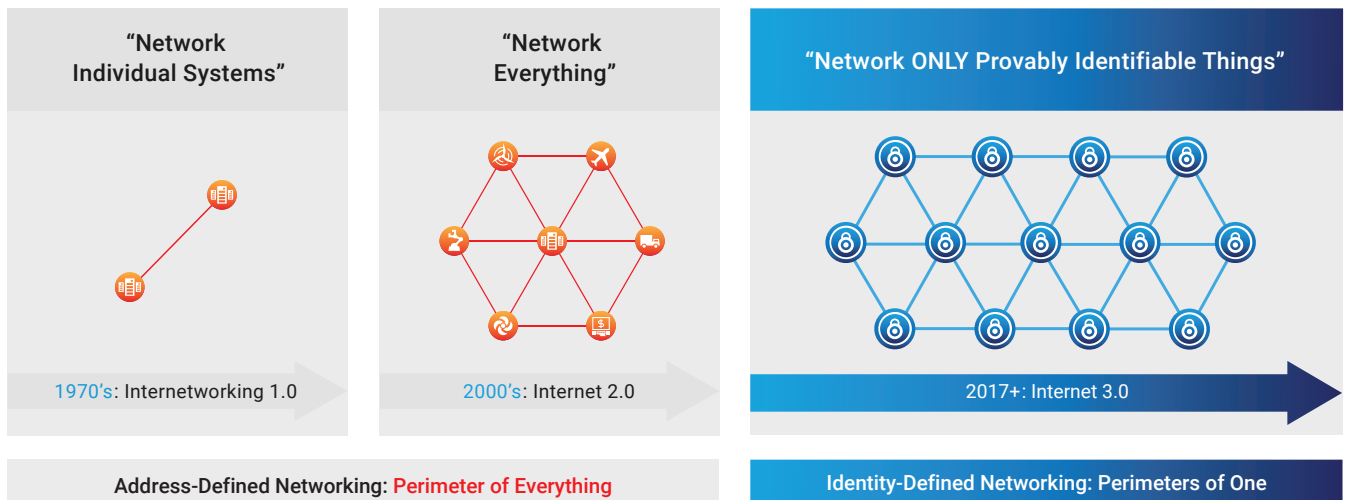 “Network
Individual Systems”
“Network
Everything”
“Network ONLY Provably Identifiable Things”
$
1970’s: Internetworking 1.0
2000’s: Internet 2.0
2017+: Internet 3.0
Address-Defined Networking: Perimeter of Everything
Identity-Defined Networking: Perimeters of One